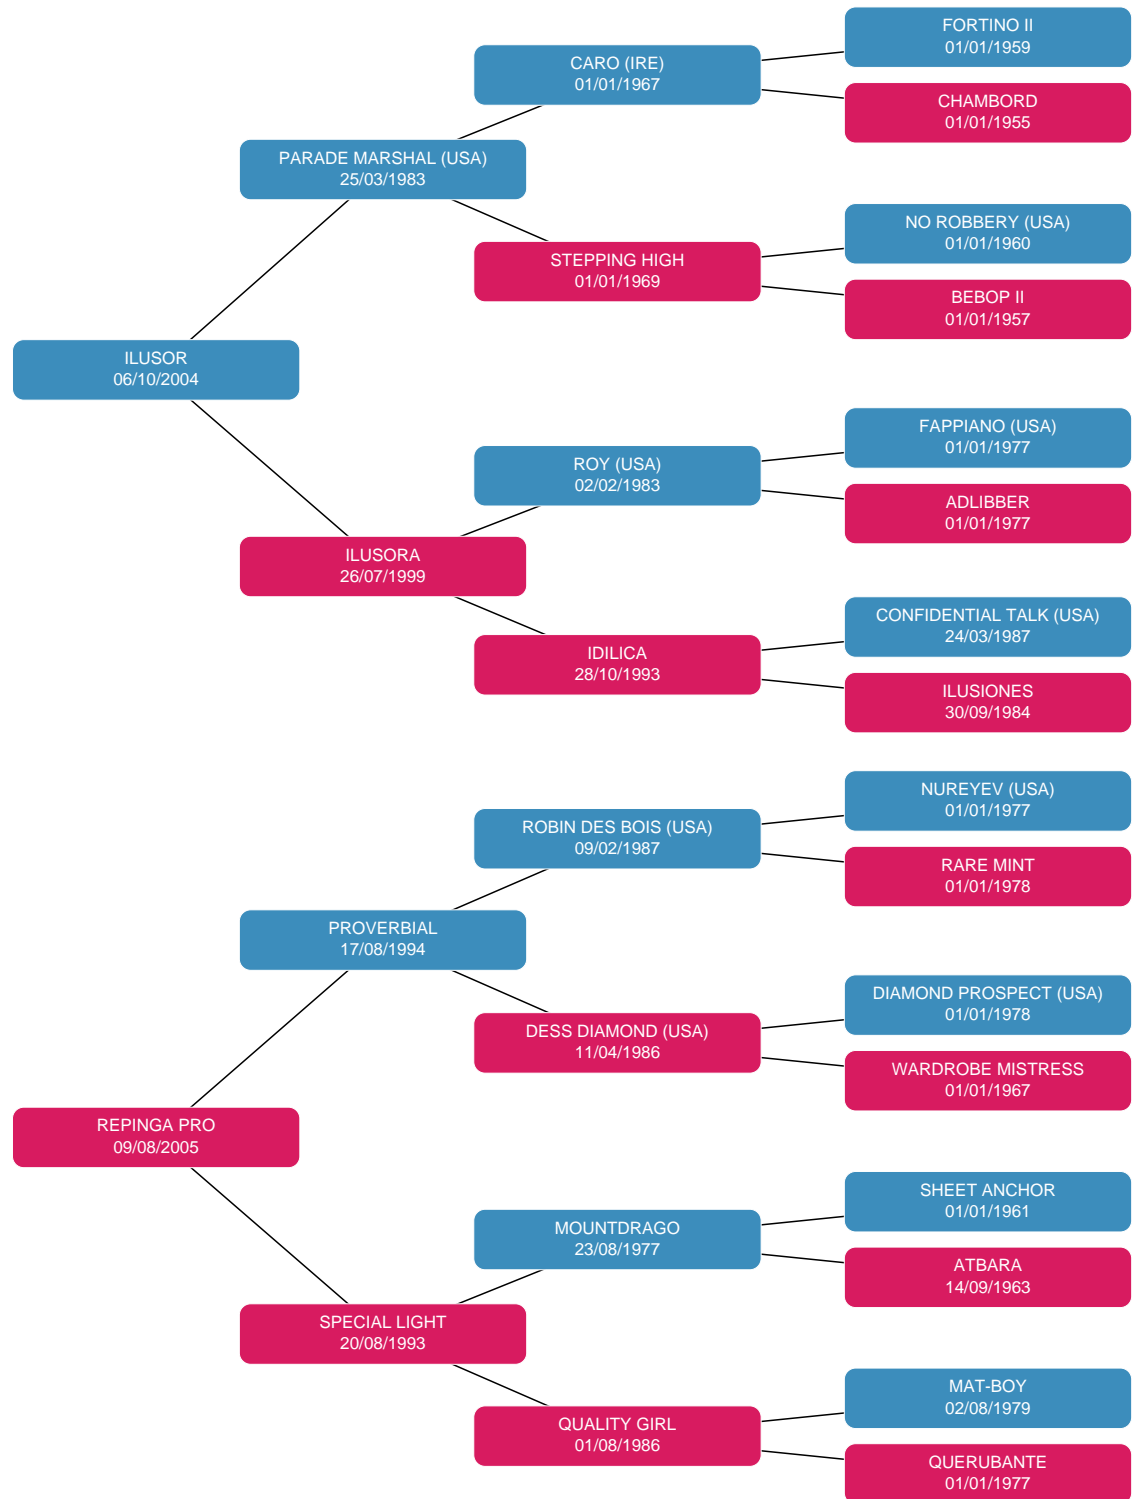 FORTINO II
01/01/1959
CARO (IRE)
01/01/1967
CHAMBORD
01/01/1955
PARADE MARSHAL (USA)
25/03/1983
NO ROBBERY (USA)
01/01/1960
STEPPING HIGH
01/01/1969
BEBOP II
01/01/1957
ILUSOR
06/10/2004
FAPPIANO (USA)
01/01/1977
ROY (USA)
02/02/1983
ADLIBBER
01/01/1977
ILUSORA
26/07/1999
CONFIDENTIAL TALK (USA)
24/03/1987
IDILICA
28/10/1993
ILUSIONES
30/09/1984
NUREYEV (USA)
01/01/1977
ROBIN DES BOIS (USA)
09/02/1987
RARE MINT
01/01/1978
PROVERBIAL
17/08/1994
DIAMOND PROSPECT (USA)
01/01/1978
DESS DIAMOND (USA)
11/04/1986
WARDROBE MISTRESS
01/01/1967
REPINGA PRO
09/08/2005
SHEET ANCHOR
01/01/1961
MOUNTDRAGO
23/08/1977
ATBARA
14/09/1963
SPECIAL LIGHT
20/08/1993
MAT-BOY
02/08/1979
QUALITY GIRL
01/08/1986
QUERUBANTE
01/01/1977